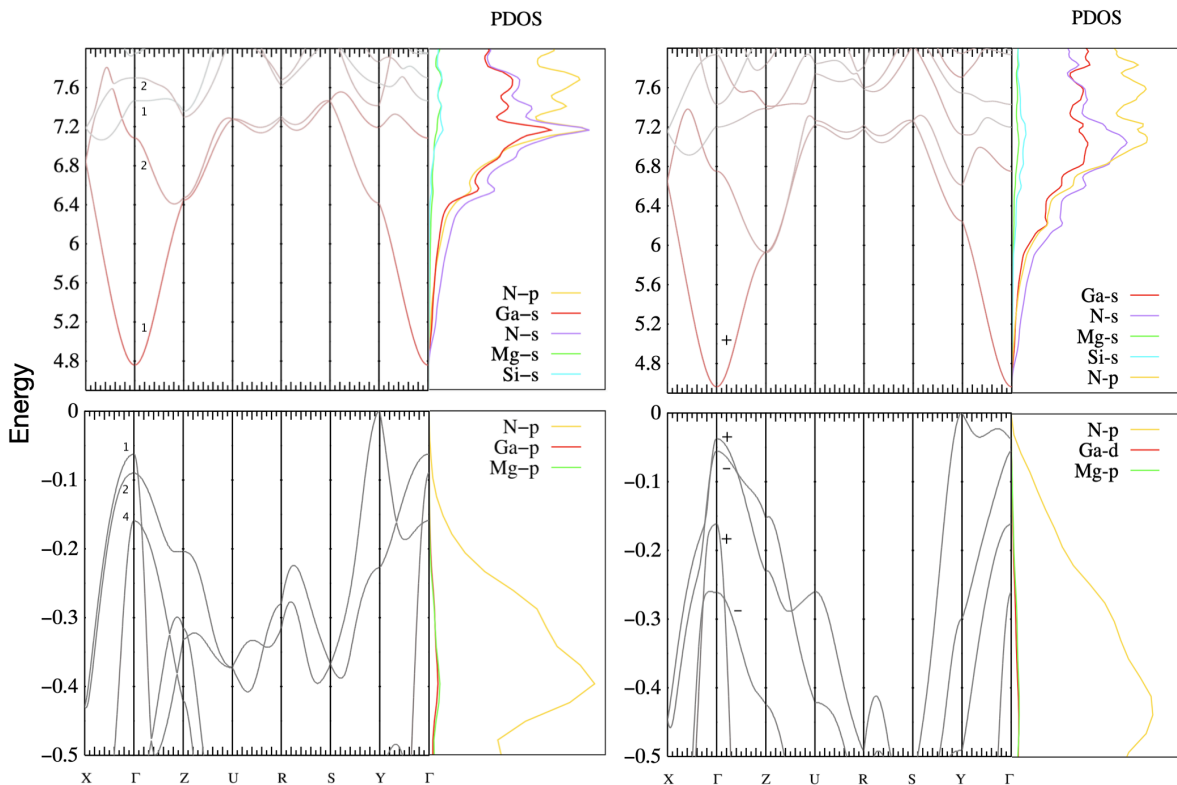 PDOS
PDOS
Energy
7.6
7.2
6.8
6.4
6
5.6
5.2
4.8
2
1
2
1
N−p
Ga−s
N−s
Mg−s
Si−s
7.6
7.2
6.8
6.4
6
5.6
5.2
4.8
+
Ga-s
N-s
Mg-s
Si-s
N-p
0
−0.1
−0.2
−0.3
−0.4
−0.5
1
2
4
N−p
Ga−p
Mg−p
X Γ Z U R S Y Γ
0
−0.1
−0.2
−0.3
−0.4
−0.5
+
−
+
−
N-p
Ga-d
Mg-p
X Γ Z U R S Y Γ